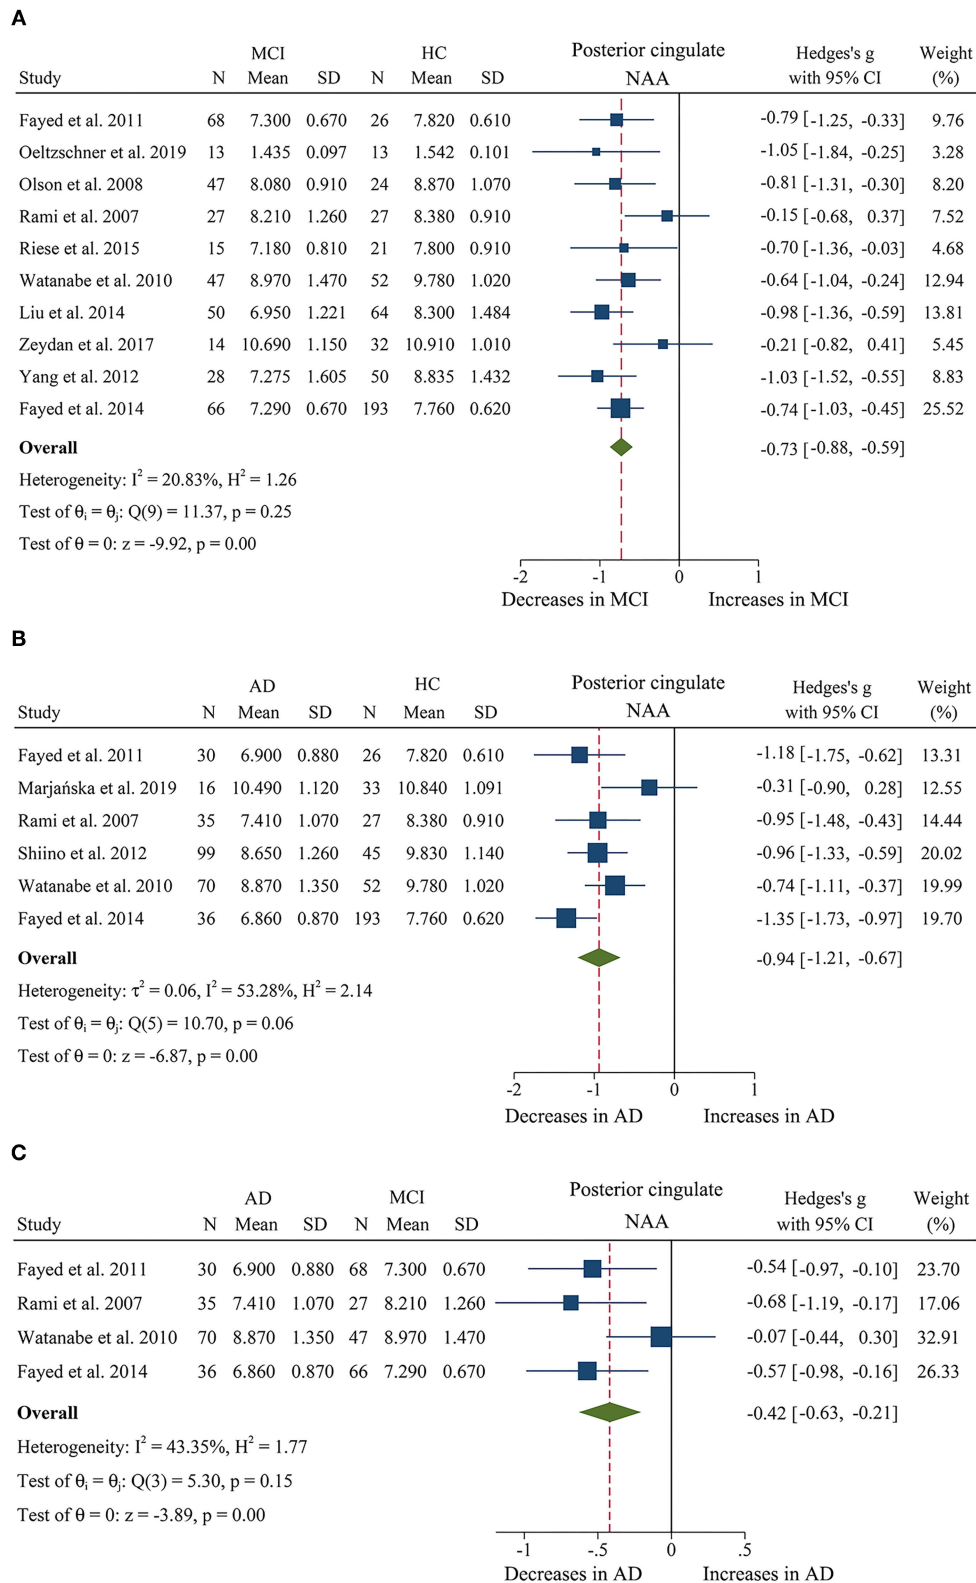 A
MCI HC Posterior cingulate Hedges's g Weight
Study N Mean SD N Mean SD NAA with 95% CI (%)
Fayed et al. 2011 68 7.300 0.670 26 7.820 0.610 -0.79 [-1.25, -0.33] 9.76
Oeltzschner et al. 2019 13 1.435 0.097 13 1.542 0.101 -1.05 [-1.84, -0.25] 3.28
Olson et al. 2008 47 8.080 0.910 24 8.870 1.070 -0.81 [-1.31, -0.30] 8.20
Rami et al. 2007 27 8.210 1.260 27 8.380 0.910 -0.15 [-0.68, 0.37] 7.52
Riese et al. 2015 15 7.180 0.810 21 7.800 0.910 -0.70 [-1.36, -0.03] 4.68
Watanabe et al. 2010 47 8.970 1.470 52 9.780 1.020 -0.64 [-1.04, -0.24] 12.94
Liu et al. 2014 50 6.950 1.221 64 8.300 1.484 -0.98 [-1.36, -0.59] 13.81
Zeydan et al. 2017 14 10.690 1.150 32 10.910 1.010 -0.21 [-0.82, 0.41] 5.45
Yang et al. 2012 28 7.275 1.605 50 8.835 1.432 -1.03 [-1.52, -0.55] 8.83
Fayed et al. 2014 66 7.290 0.670 193 7.760 0.620 -0.74 [-1.03, -0.45] 25.52
Overall -0.73 [-0.88, -0.59]
Heterogeneity: I² = 20.83%, H² = 1.26
Test of θi = θj: Q(9) = 11.37, p = 0.25
Test of θ = 0: z = -9.92, p = 0.00
-2 -1 0 1
Decreases in MCI Increases in MCI
B
AD HC Posterior cingulate Hedges's g Weight
Study N Mean SD N Mean SD NAA with 95% CI (%)
Fayed et al. 2011 30 6.900 0.880 26 7.820 0.610 -1.18 [-1.75, -0.62] 13.31
Marjańska et al. 2019 16 10.490 1.120 33 10.840 1.091 -0.31 [-0.90, 0.28] 12.55
Rami et al. 2007 35 7.410 1.070 27 8.380 0.910 -0.95 [-1.48, -0.43] 14.44
Shiino et al. 2012 99 8.650 1.260 45 9.830 1.140 -0.96 [-1.33, -0.59] 20.02
Watanabe et al. 2010 70 8.870 1.350 52 9.780 1.020 -0.74 [-1.11, -0.37] 19.99
Fayed et al. 2014 36 6.860 0.870 193 7.760 0.620 -1.35 [-1.73, -0.97] 19.70
Overall -0.94 [-1.21, -0.67]
Heterogeneity: τ² = 0.06, I² = 53.28%, H² = 2.14
Test of θi = θj: Q(5) = 10.70, p = 0.06
Test of θ = 0: z = -6.87, p = 0.00
-2 -1 0 1
Decreases in AD Increases in AD
C
AD MCI Posterior cingulate Hedges's g Weight
Study N Mean SD N Mean SD NAA with 95% CI (%)
Fayed et al. 2011 30 6.900 0.880 68 7.300 0.670 -0.54 [-0.97, -0.10] 23.70
Rami et al. 2007 35 7.410 1.070 27 8.210 1.260 -0.68 [-1.19, -0.17] 17.06
Watanabe et al. 2010 70 8.870 1.350 47 8.970 1.470 -0.07 [-0.44, 0.30] 32.91
Fayed et al. 2014 36 6.860 0.870 66 7.290 0.670 -0.57 [-0.98, -0.16] 26.33
Overall -0.42 [-0.63, -0.21]
Heterogeneity: I² = 43.35%, H² = 1.77
Test of θi = θj: Q(3) = 5.30, p = 0.15
Test of θ = 0: z = -3.89, p = 0.00
-1 -.5 0 .5
Decreases in AD Increases in AD